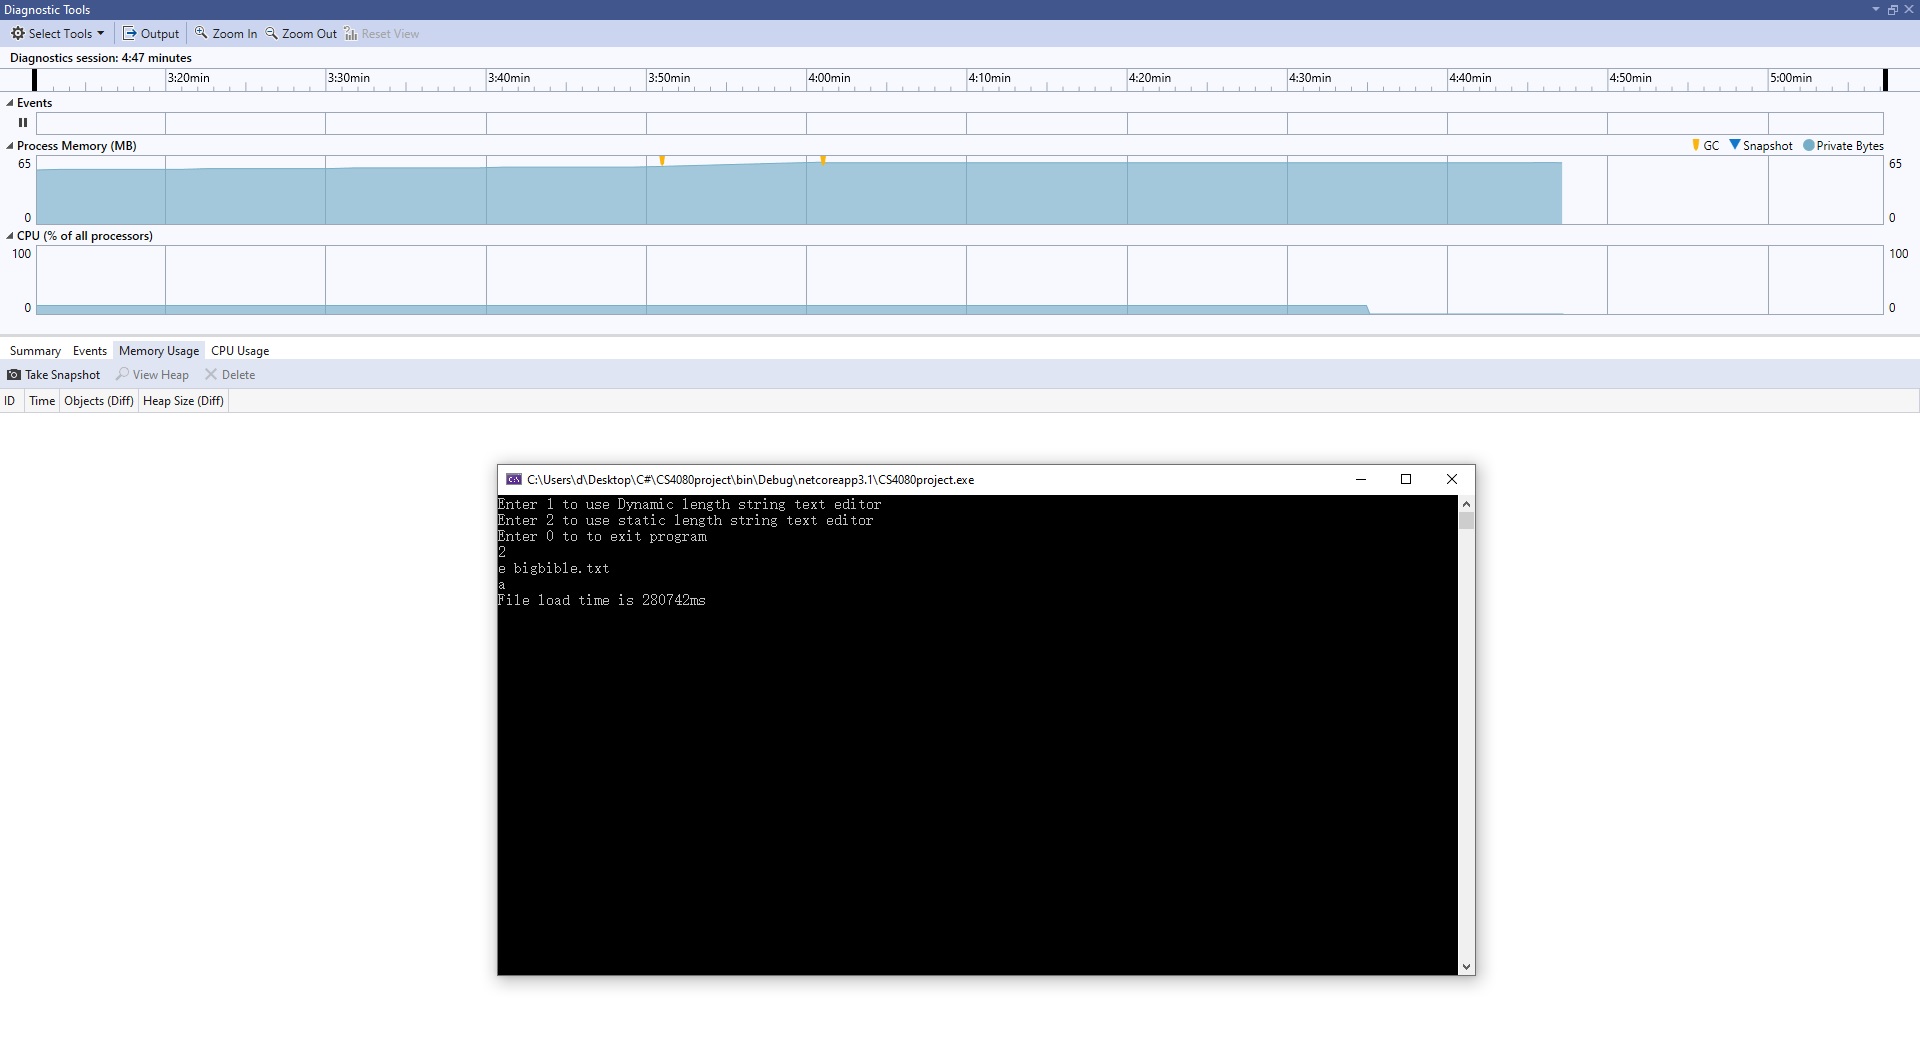 Diagnostic Tools
Select Tools Output Zoom In Zoom Out Reset View
Diagnostics session: 4:47 minutes
3:20min 3:30min 3:40min 3:50min 4:00min 4:10min 4:20min 4:30min 4:40min 4:50min 5:00min
Events
Process Memory (MB) GC Snapshot Private Bytes
65 65
0 0
CPU (% of all processors)
100 100
0 0
Summary Events Memory Usage CPU Usage
Take Snapshot View Heap Delete
ID Time Objects (Diff) Heap Size (Diff)
C:\Users\d\Desktop\C#\CS4080project\bin\Debug\netcoreapp3.1\CS4080project.exe
Enter 1 to use Dynamic length string text editor
Enter 2 to use static length string text editor
Enter 0 to to exit program
2
e bigbible.txt
a
File load time is 280742ms